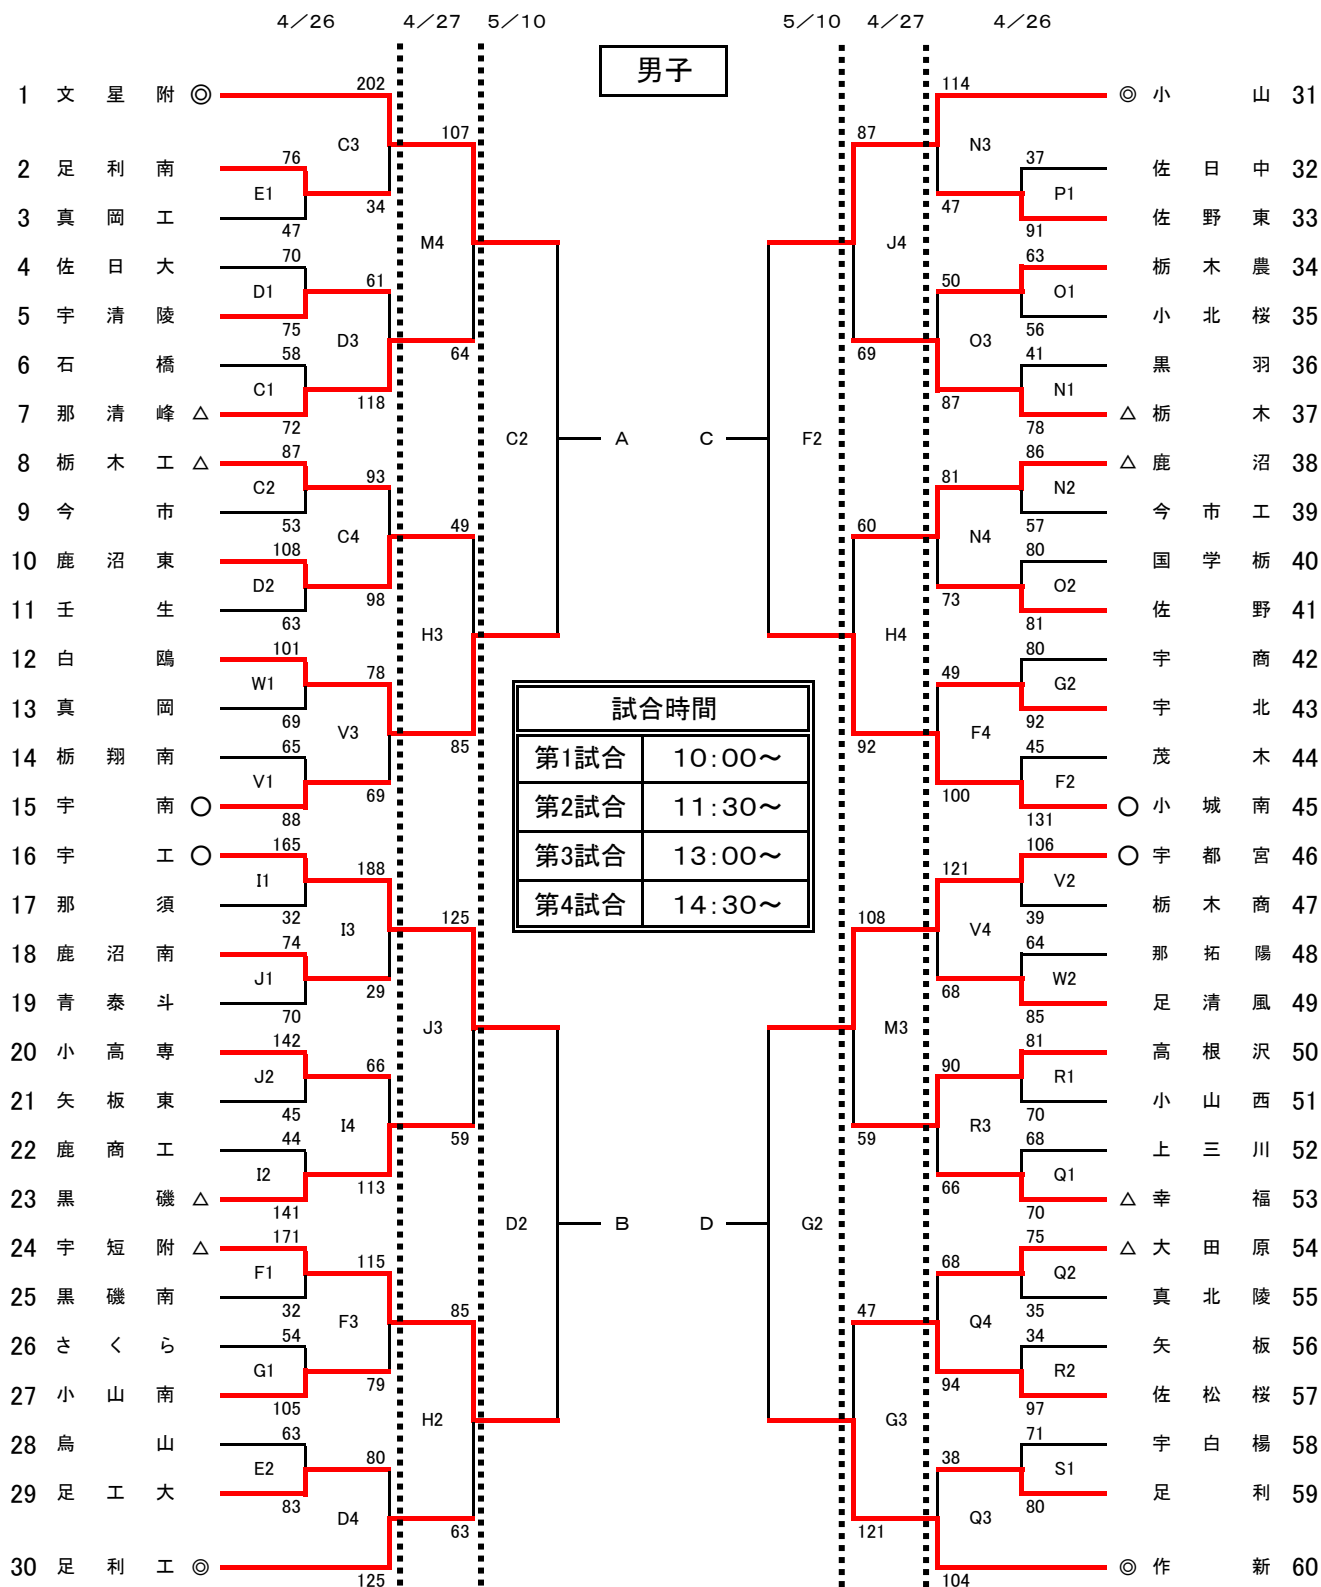 4／26 4／27 5／10 5／10 4／27 4／26
男子
1 文星附 ◎ 202 114 ◎ 小山 31
C3 107 87 N3
2 足利南 76 37 佐日中 32
E1 34 47 P1
3 真岡工 47 91 佐野東 33
M4 J4
4 佐日大 70 63 栃木農 34
D1 61 50 O1
5 宇清陵 75 56 小北桜 35
D3 64 69 O3
6 石橋 58 41 黒羽 36
C1 118 87 N1
7 那清峰 △ 72 78 △ 栃木 37
C2 A C F2
8 栃木工 △ 87 86 △ 鹿沼 38
C2 93 81 N2
9 今市 53 57 今市工 39
C4 49 60 N4
10 鹿沼東 108 80 国学栃 40
D2 98 73 O2
11 壬生 63 81 佐野 41
H3 H4
12 白鴎 101 80 宇商 42
W1 78 49 G2
13 真岡 69 92 宇北 43
V3 85 92 F4
14 栃翔南 65 45 茂木 44
V1 69 100 F2
15 宇南 ○ 88 131 ○ 小城南 45
試合時間
第1試合 10:00～
第2試合 11:30～
第3試合 13:00～
第4試合 14:30～
16 宇工 ○ 165 106 ○ 宇都宮 46
I1 188 121 V2
17 那須 32 39 栃木商 47
I3 125 108 V4
18 鹿沼南 74 64 那拓陽 48
J1 29 68 W2
19 青泰斗 70 85 足清風 49
J3 M3
20 小高専 142 81 高根沢 50
J2 66 90 R1
21 矢板東 45 70 小山西 51
I4 59 59 R3
22 鹿商工 44 68 上三川 52
I2 113 66 Q1
23 黒磯 △ 141 70 △ 幸福 53
D2 B D G2
24 宇短附 △ 171 75 △ 大田原 54
F1 115 68 Q2
25 黒磯南 32 35 真北陵 55
F3 85 47 Q4
26 さくら 54 34 矢板 56
G1 79 94 R2
27 小山南 105 97 佐松桜 57
H2 G3
28 烏山 63 71 宇白楊 58
E2 80 38 S1
29 足工大 83 80 足利 59
D4 63 121 Q3
30 足利工 ◎ 125 104 ◎ 作新 60